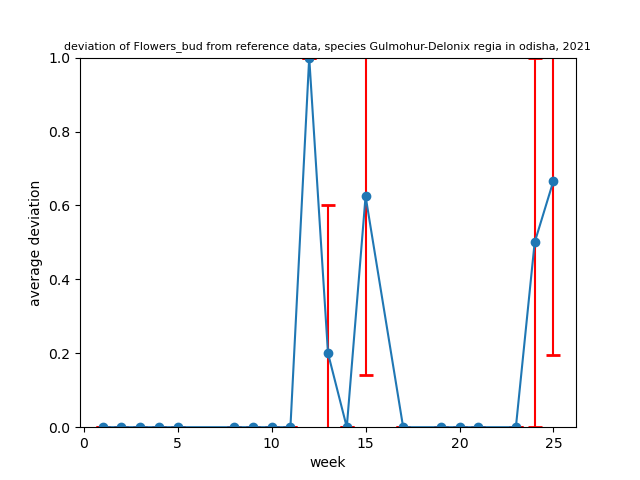 deviation of Flowers_bud from reference data, species Gulmohur-Delonix regia in odisha, 2021
1.0
0.8
0.6
0.4
0.2
0.0
average deviation
0 5 10 15 20 25
week